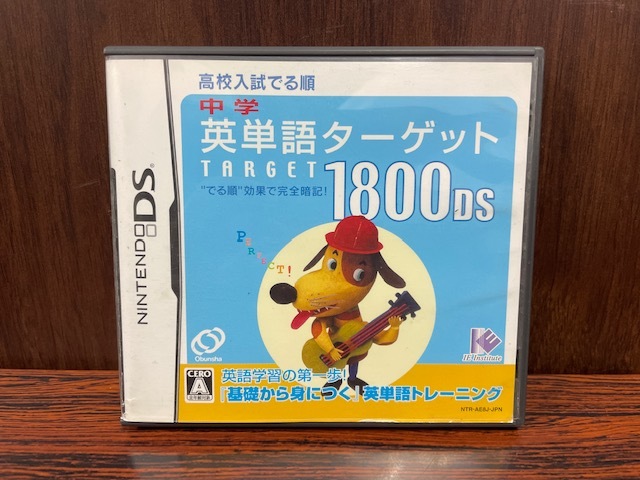 高校入試でる順
中学
英単語ターゲット
TARGET
1800DS
"でる順"効果で完全暗記!
PERFECT!
NINTENDO DS
Obunsha
IE Institute
CERO A
英語学習の第一歩!
『基礎から身につく』英単語トレーニング